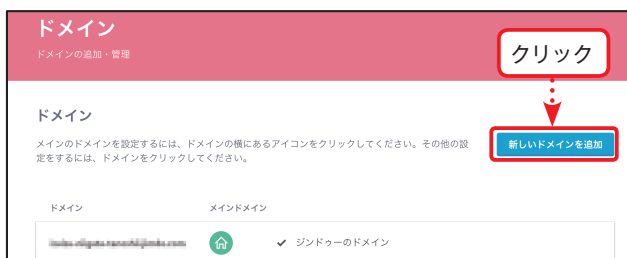 ドメイン
ドメインの追加・管理
クリック
ドメイン
メインのドメインを設定するには、ドメインの横にあるアイコンをクリックしてください。その他の設
定をするには、ドメインをクリックしてください。
新しいドメインを追加
ドメイン
メインドメイン
ジンドゥーのドメイン